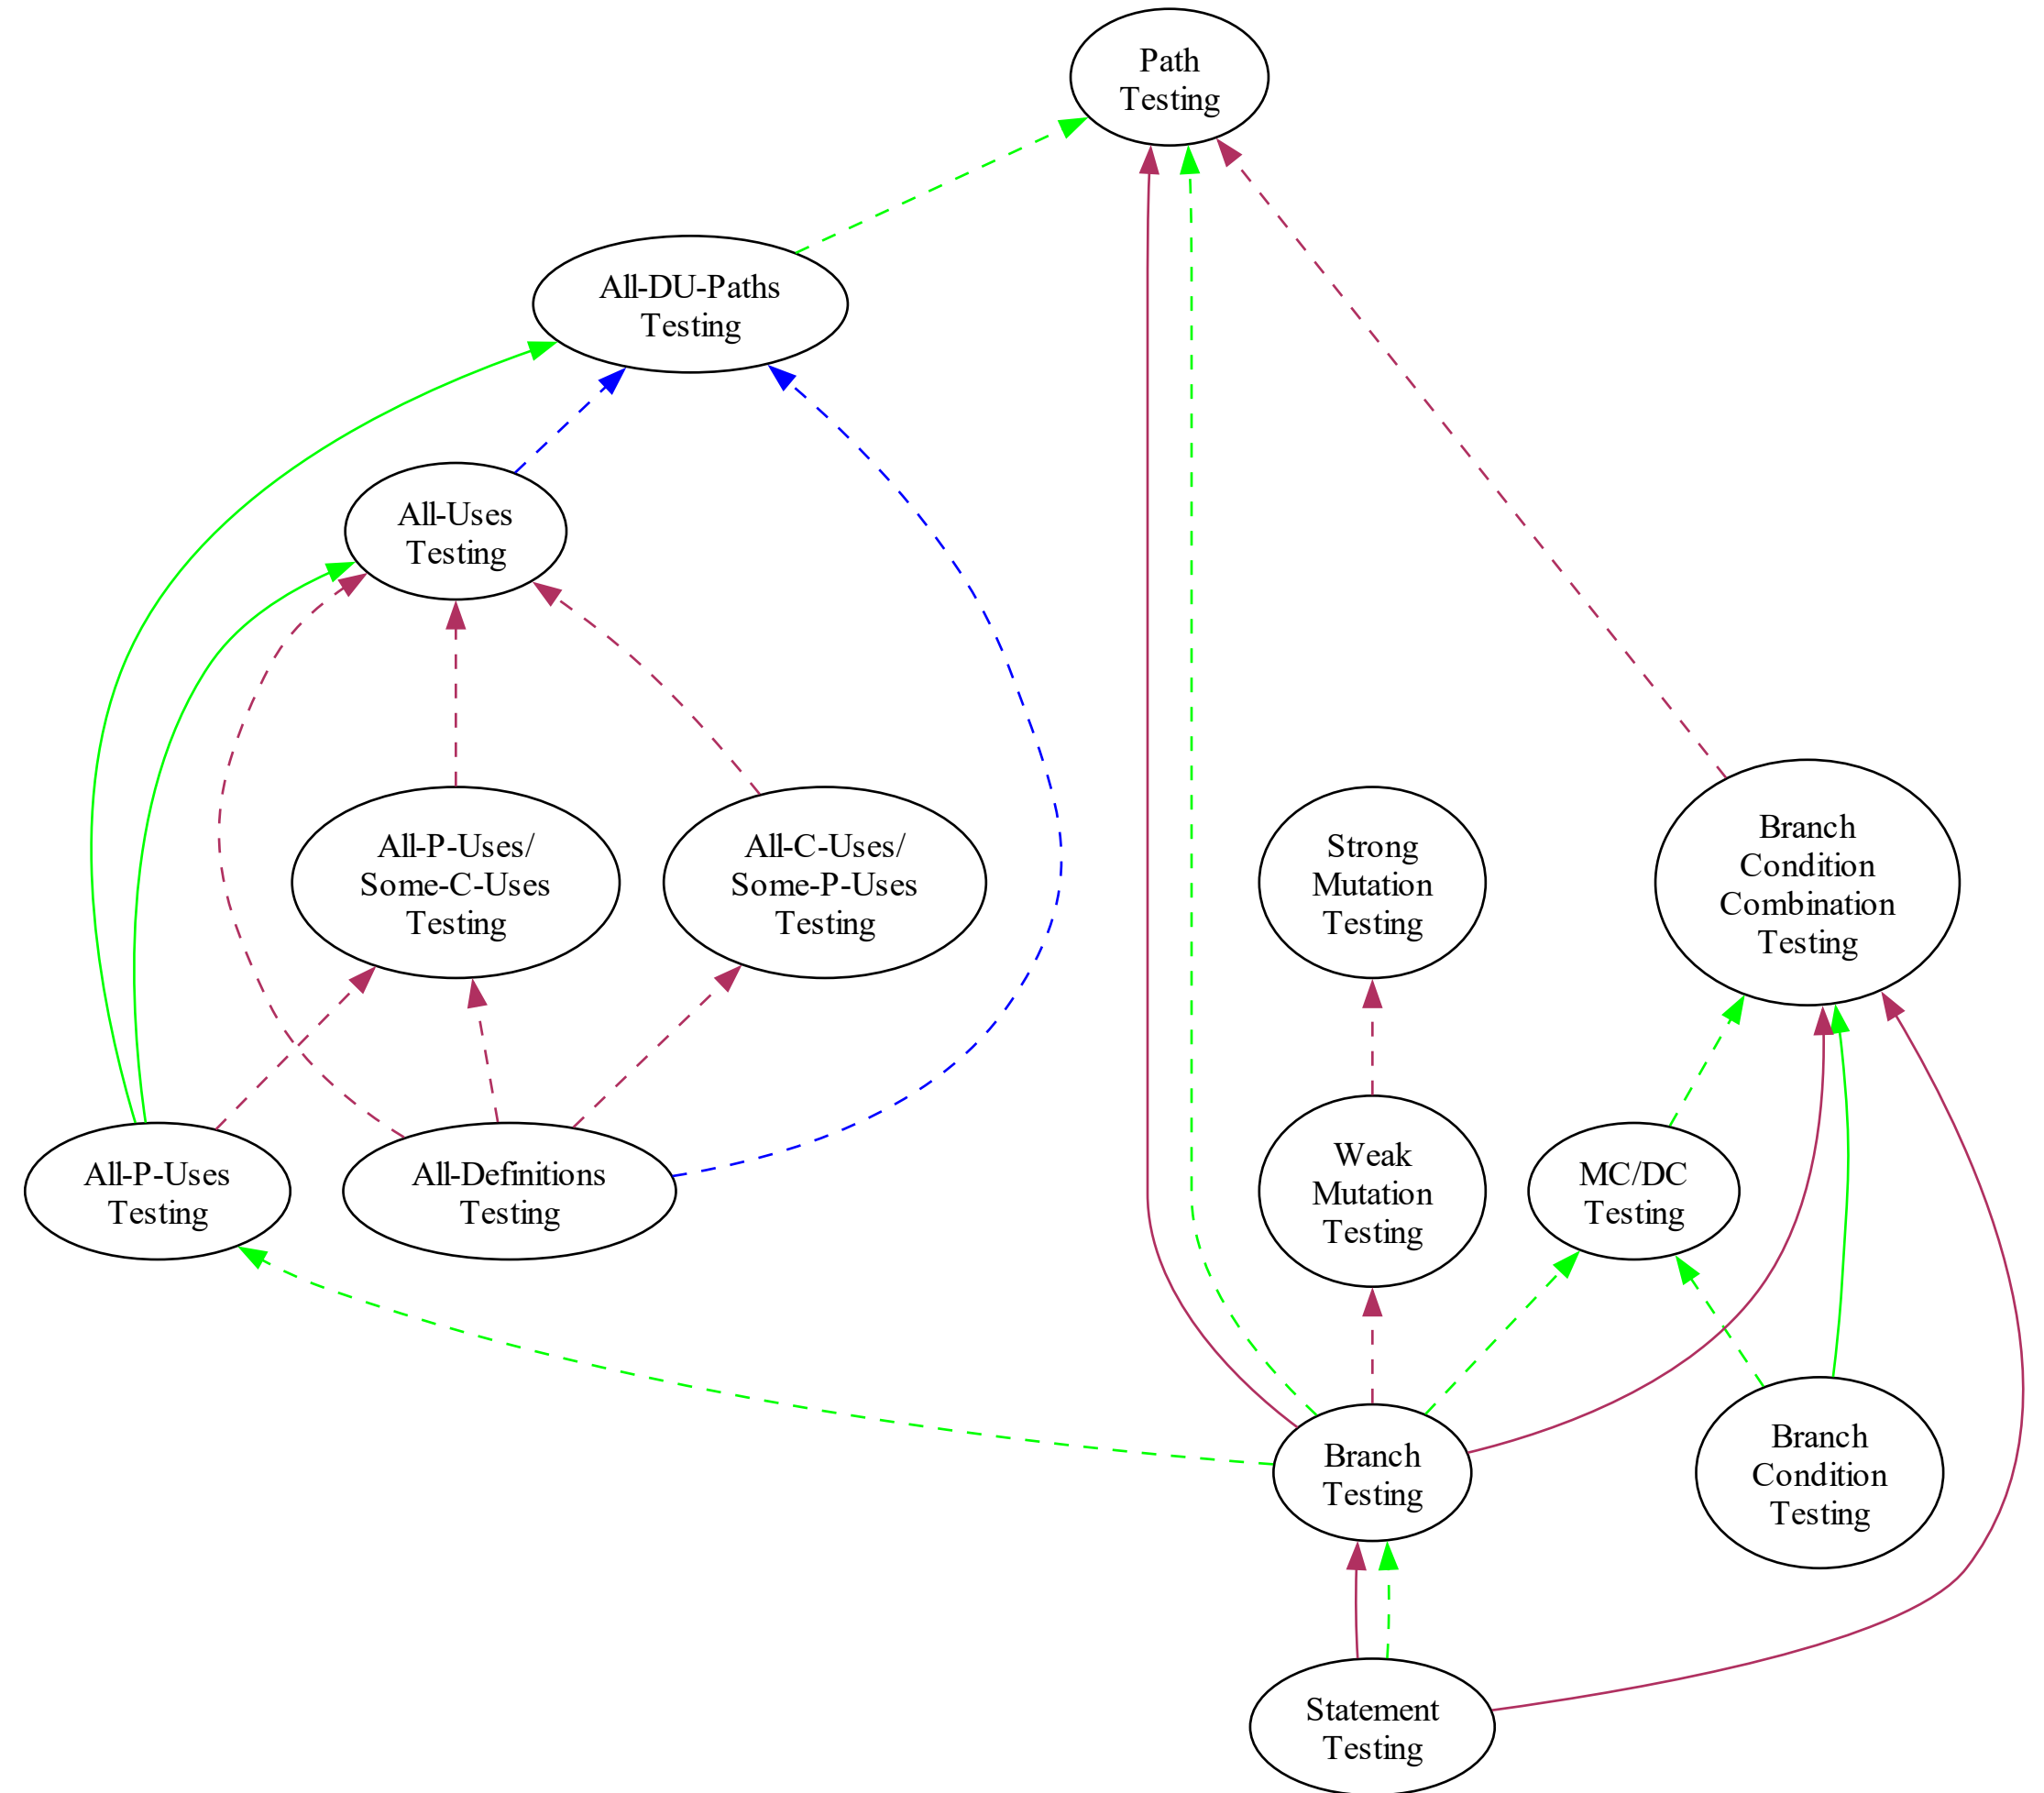 Path
Testing
All-DU-Paths
Testing
All-Uses
Testing
All-P-Uses/
Some-C-Uses
Testing
All-C-Uses/
Some-P-Uses
Testing
Strong
Mutation
Testing
Branch
Condition
Combination
Testing
All-P-Uses
Testing
All-Definitions
Testing
Weak
Mutation
Testing
MC/DC
Testing
Branch
Testing
Branch
Condition
Testing
Statement
Testing